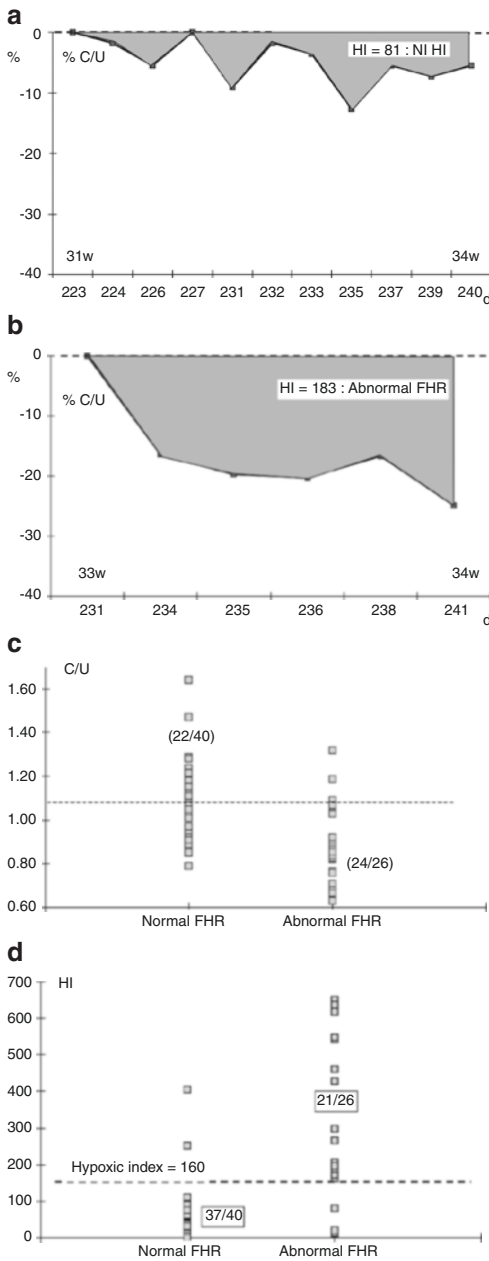 a
0
%
% C/U
HI = 81 : NI HI
-10
-20
-30
31w
34w
-40
223 224 226 227 231 232 233 235 237 239 240 d
b
0
%
HI = 183 : Abnormal FHR
% C/U
-10
-20
-30
33w
34w
-40
231 234 235 236 238 241 d
c
C/U
1.60
1.40
(22/40)
1.20
1.00
0.80
(24/26)
0.60
Normal FHR Abnormal FHR
d
700
HI
600
500
400
21/26
300
200
Hypoxic index = 160
100
37/40
0
Normal FHR Abnormal FHR